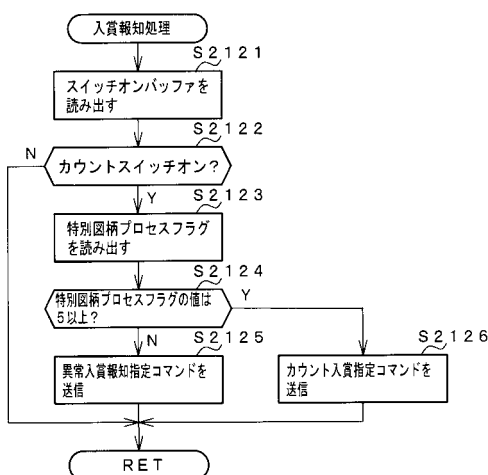 入賞報知処理
S2121
スイッチオンバッファを
読み出す
S2122
N
カウントスイッチオン？
Y
S2123
特別図柄プロセスフラグ
を読み出す
S2124
特別図柄プロセスフラグの値は
5以上？
Y
N
S2125
異常入賞報知指定コマンドを
送信
S2126
カウント入賞指定コマンドを
送信
RET